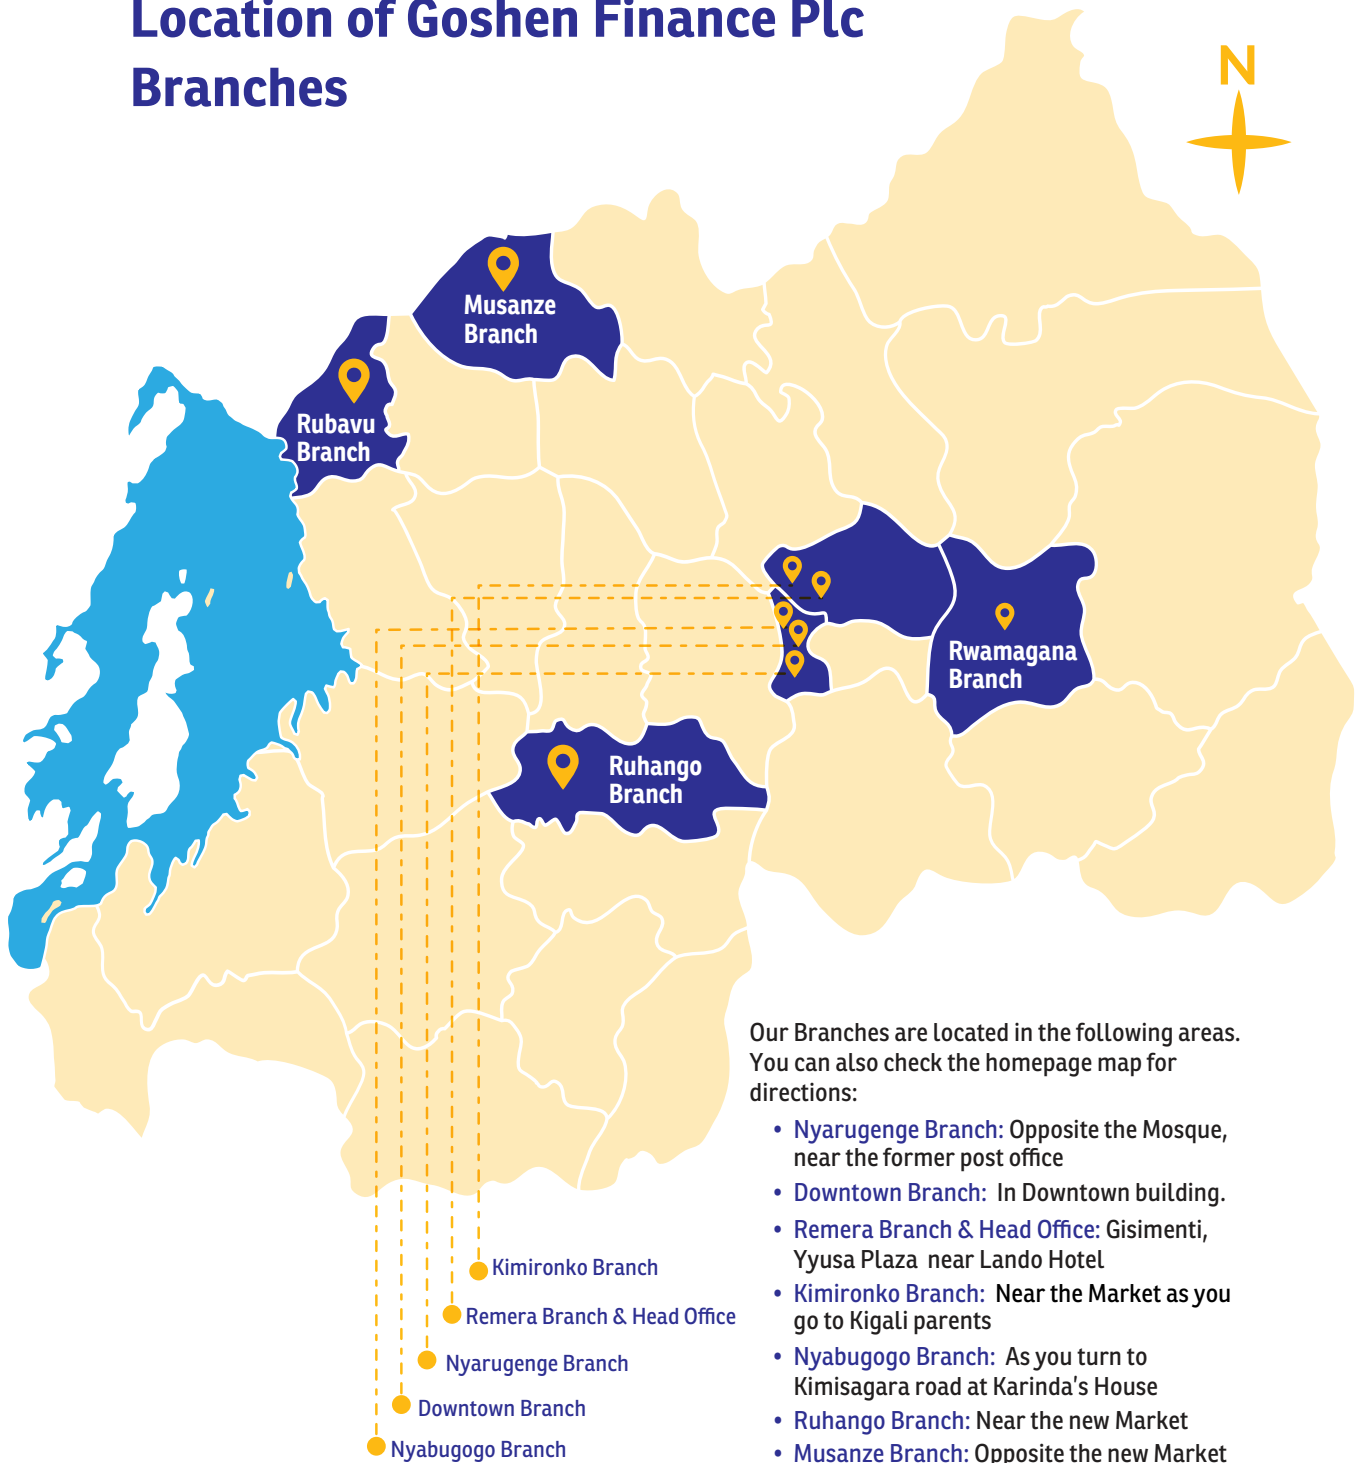 Location of Goshen Finance Plc
Branches
N
Musanze
Branch
Rubavu
Branch
Rwamagana
Branch
Ruhango
Branch
Kimironko Branch
Remera Branch & Head Office
Nyarugenge Branch
Downtown Branch
Nyabugogo Branch
Our Branches are located in the following areas.
You can also check the homepage map for
directions:
• Nyarugenge Branch: Opposite the Mosque,
near the former post office
• Downtown Branch: In Downtown building.
• Remera Branch & Head Office: Gisimenti,
Yyusa Plaza near Lando Hotel
• Kimironko Branch: Near the Market as you
go to Kigali parents
• Nyabugogo Branch: As you turn to
Kimisagara road at Karinda's House
• Ruhango Branch: Near the new Market
• Musanze Branch: Opposite the new Market